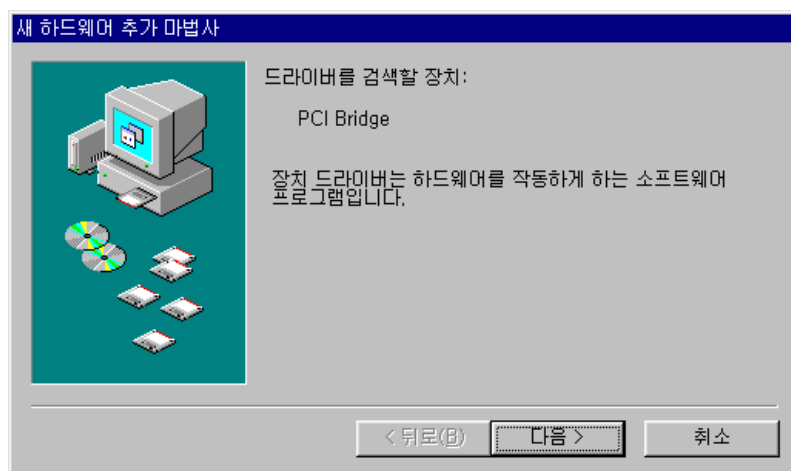 새 하드웨어 추가 마법사
드라이버를 검색할 장치:
PCI Bridge
장치 드라이버는 하드웨어를 작동하게 하는 소프트웨어
프로그램입니다.
< 뒤로(B)
다음 >
취소